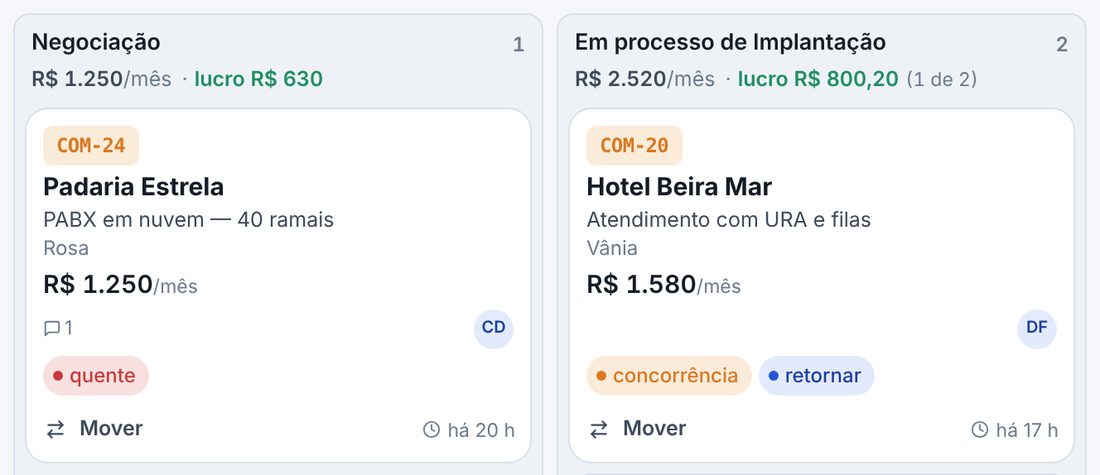 Negociação 1
R$ 1.250/mês · lucro R$ 630
COM-24
Padaria Estrela
PABX em nuvem — 40 ramais
Rosa
R$ 1.250/mês
1 CD
quente
Mover há 20 h
Em processo de Implantação 2
R$ 2.520/mês · lucro R$ 800,20 (1 de 2)
COM-20
Hotel Beira Mar
Atendimento com URA e filas
Vânia
R$ 1.580/mês
DF
concorrência retornar
Mover há 17 h